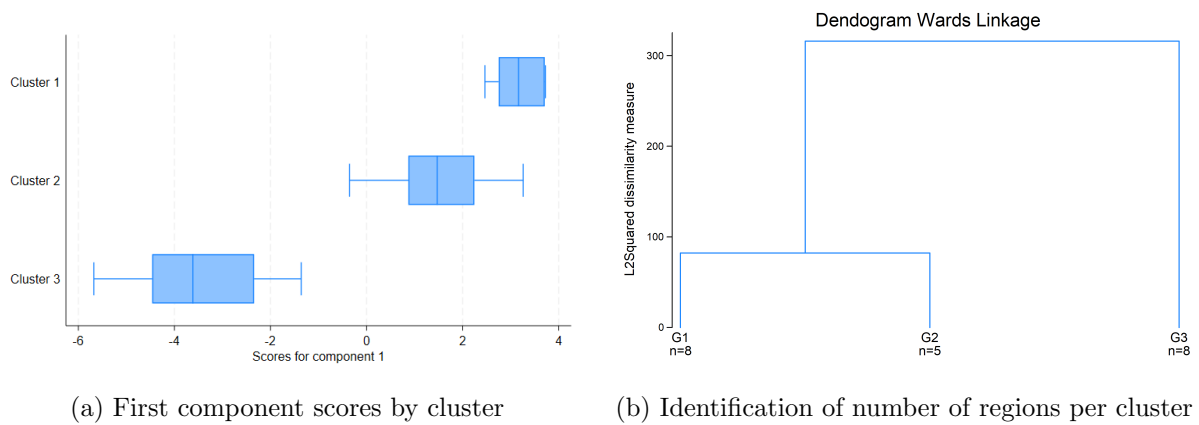 Cluster 1
Cluster 2
Cluster 3
-6 -4 -2 0 2 4
Scores for component 1
(a) First component scores by cluster
Dendogram Wards Linkage
L2Squared dissimilarity measure
300
200
100
0
G1 G2 G3
n=8 n=5 n=8
(b) Identification of number of regions per cluster